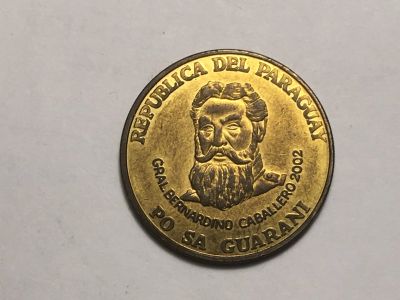 REPUBLICA DEL PARAGUAY
GRAL. BERNARDINO CABALLERO 2002
PO SA GUARANI